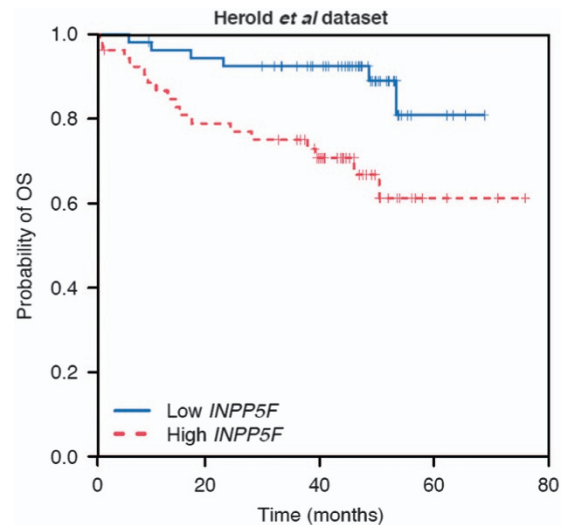 Herold et al dataset
1.0
0.8
0.6
0.4
0.2
0.0
Probability of OS
Low INPP5F
High INPP5F
0 20 40 60 80
Time (months)